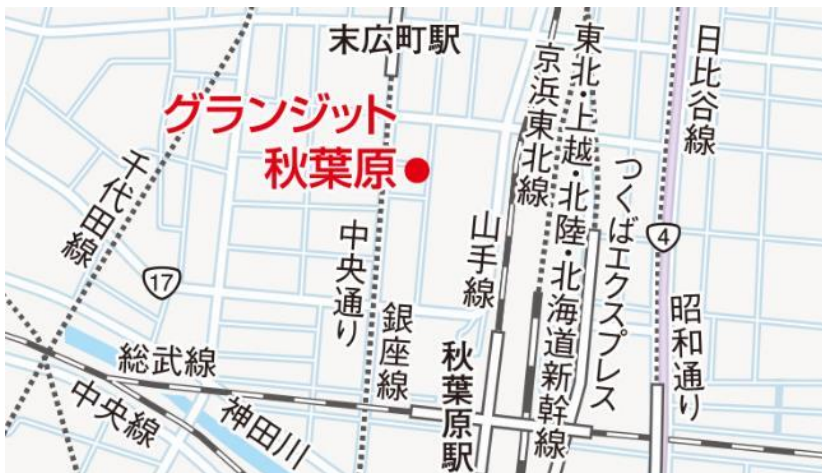 末広町駅
グランジット
秋葉原
千代田線
17
中央通り
銀座線
総武線
中央線
神田川
山手線
秋葉原駅
京浜東北線
東北・上越・北陸・北海道新幹線
つくばエクスプレス
日比谷線
4
昭和通り